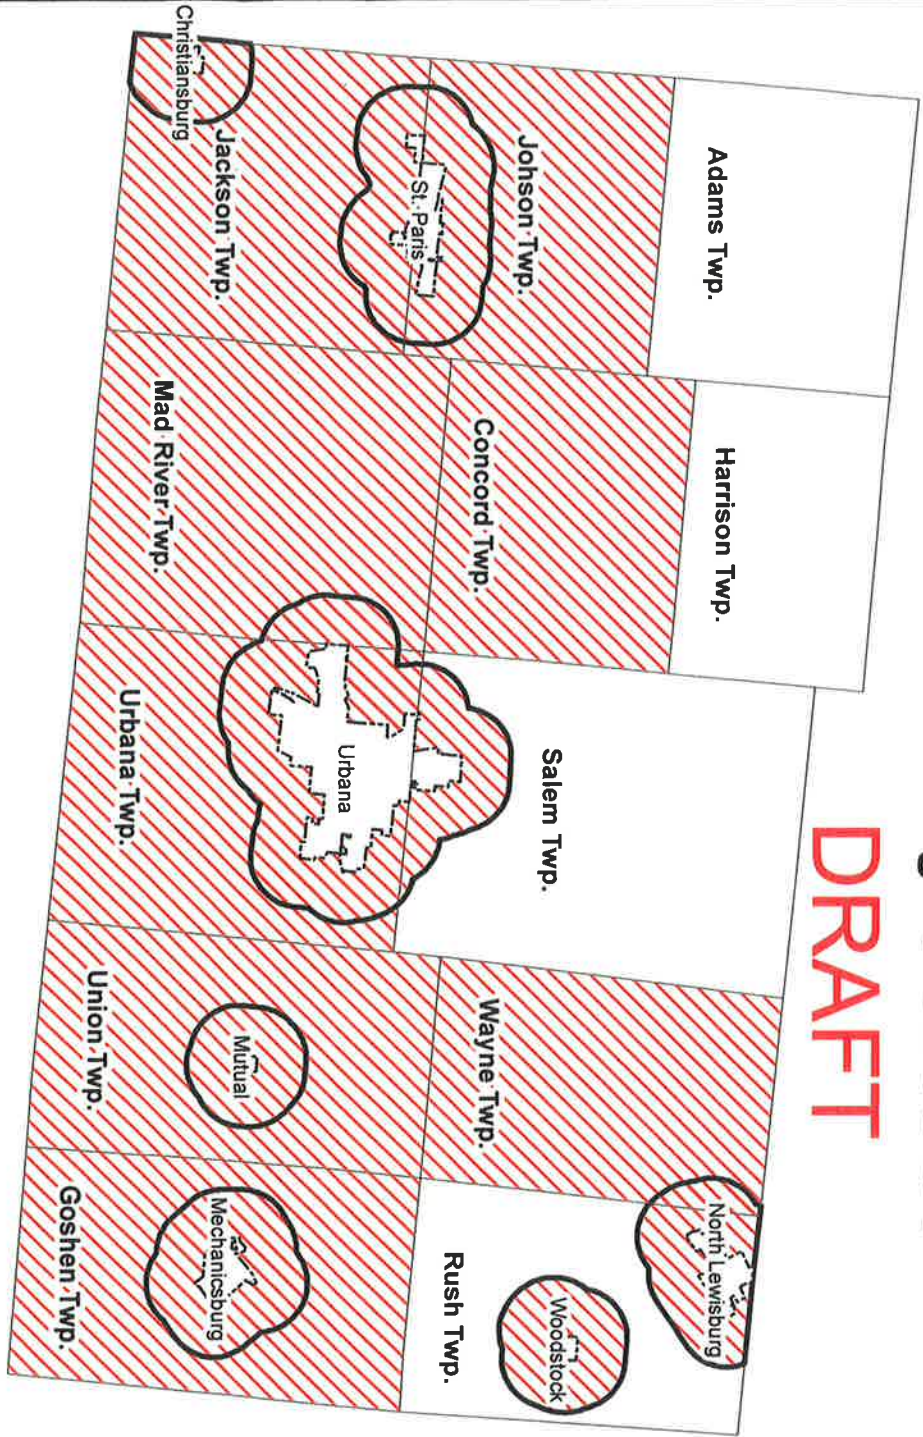 DRAFT
Adams Twp.
Harrison Twp.
Salem Twp.
Johson Twp.
Concord Twp.
Wayne Twp.
North Lewisburg
St. Paris
Woodstock
Rush Twp.
Christiansburg
Jackson Twp.
Mad River Twp.
Urbana
Urbana Twp.
Mutual
Union Twp.
Mechanicsburg
Goshen Twp.